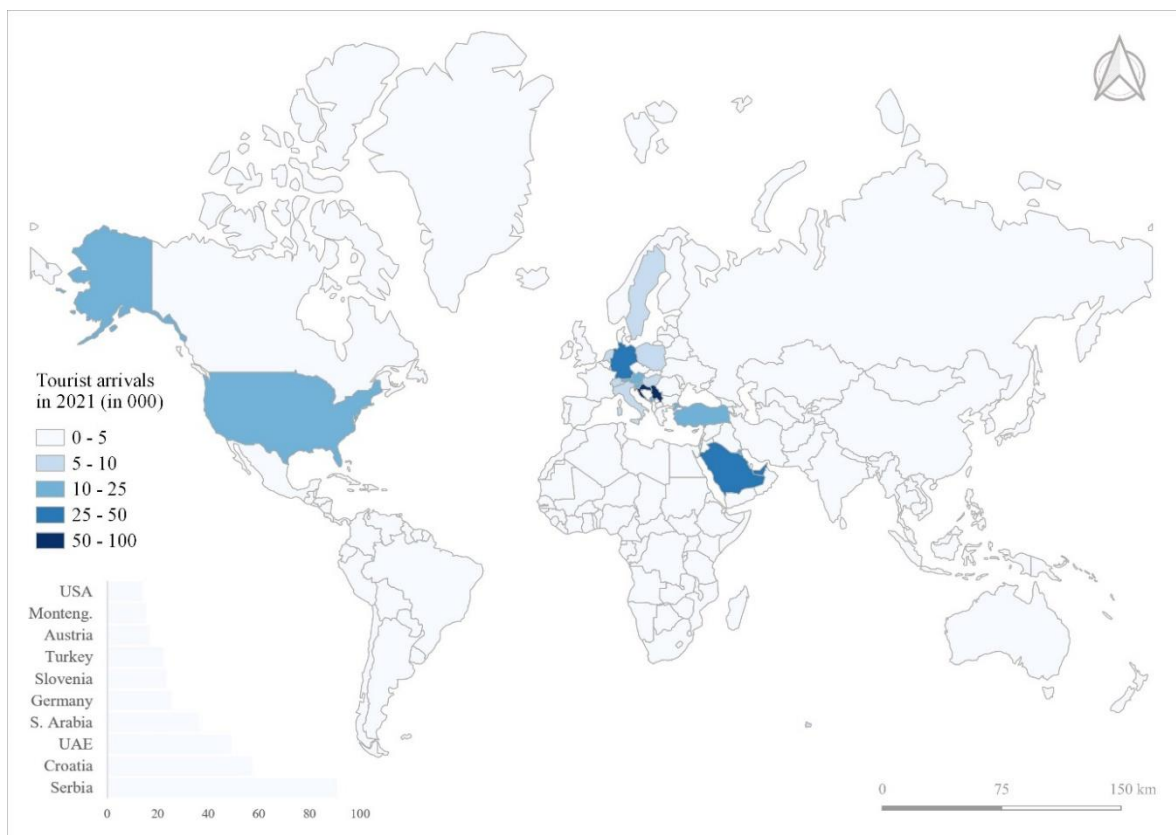 Tourist arrivals
in 2021 (in 000)
0 - 5
5 - 10
10 - 25
25 - 50
50 - 100
USA
Monteng.
Austria
Turkey
Slovenia
Germany
S. Arabia
UAE
Croatia
Serbia
0 20 40 60 80 100
0 75 150 km